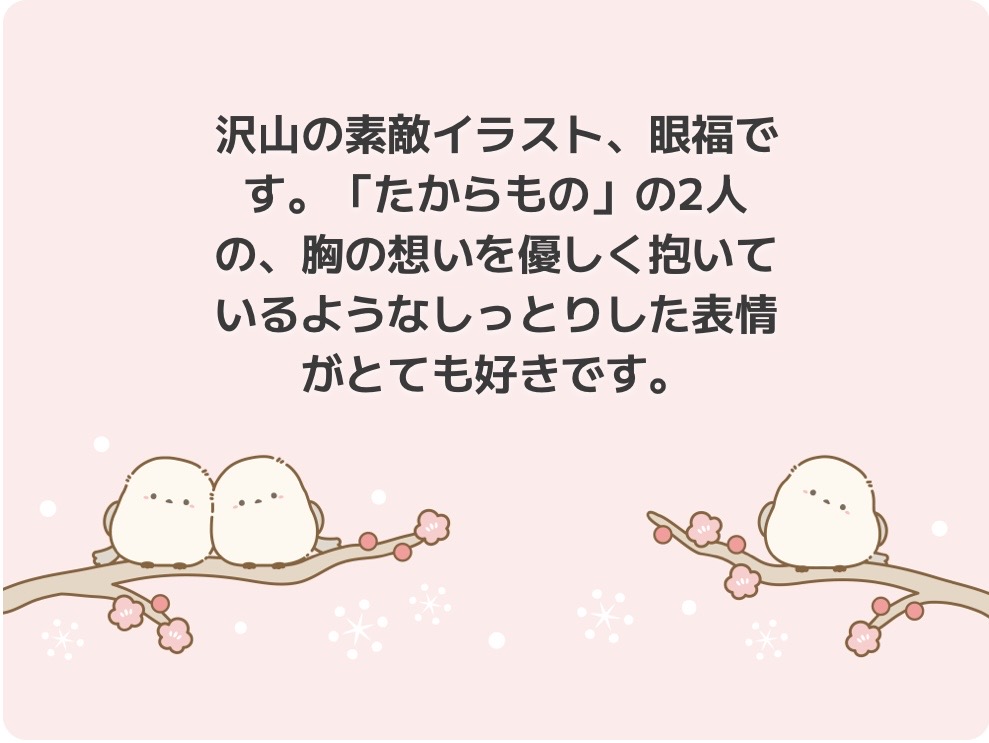 沢山の素敵イラスト、眼福で
す。「たからもの」の2人
の、胸の想いを優しく抱いて
いるようなしっとりした表情
がとても好きです。